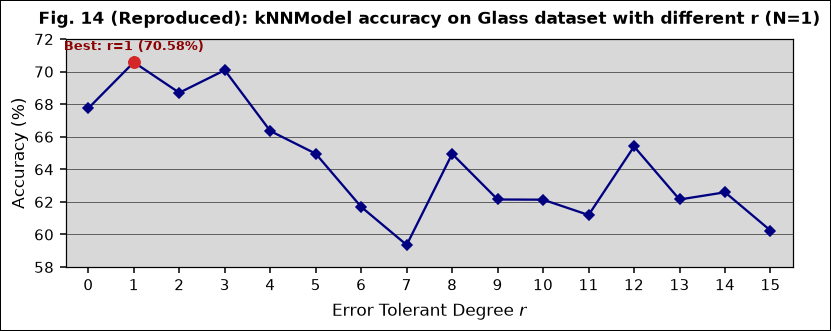 Fig. 14 (Reproduced): kNNModel accuracy on Glass dataset with different r (N=1)
72
Best: r=1 (70.58%)
70
68
66
64
62
60
58
Accuracy (%)
0 1 2 3 4 5 6 7 8 9 10 11 12 13 14 15
Error Tolerant Degree r